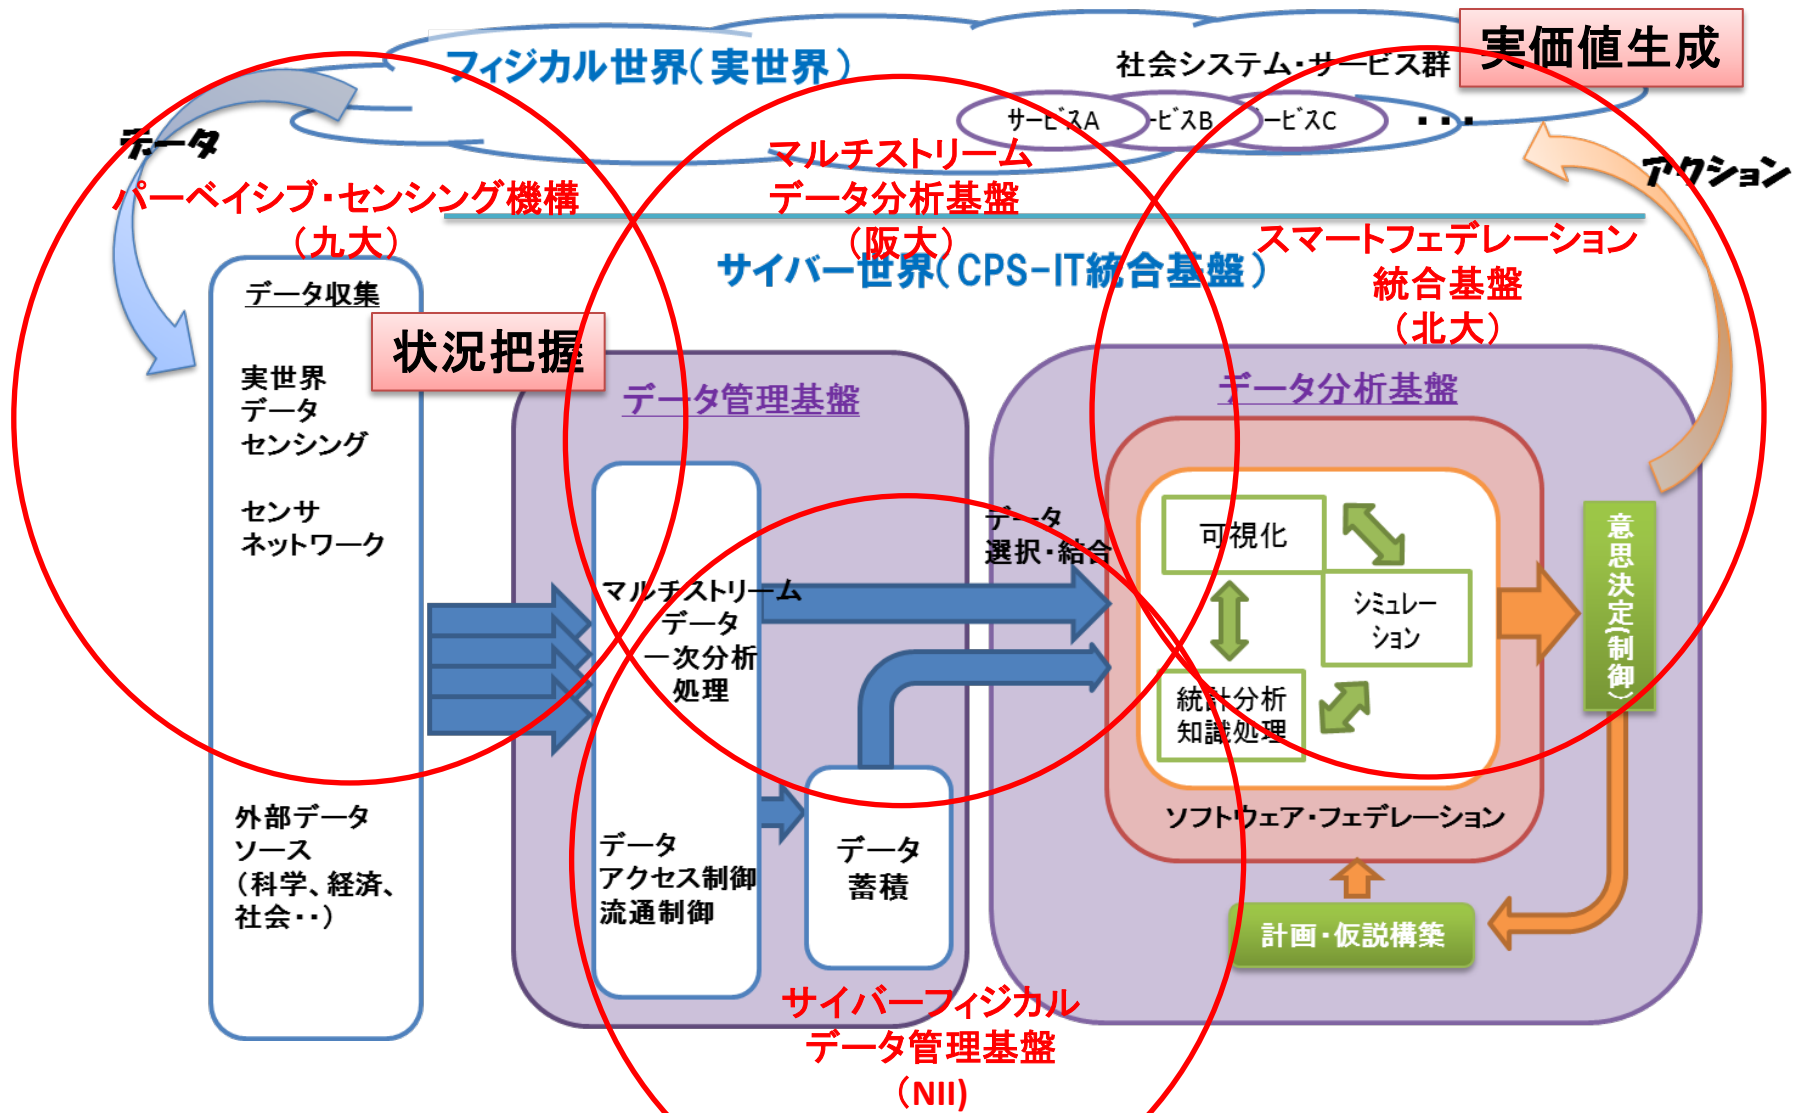 フィジカル世界（実世界）
社会システム・サービス群
実価値生成
サービスA
ービスB
ービスC
・・・
データ
アクション
パーベイシブ・センシング機構
（九大）
マルチストリーム
データ分析基盤
（阪大）
スマートフェデレーション
統合基盤
（北大）
サイバー世界（CPS-IT統合基盤）
データ収集
状況把握
実世界
データ
センシング
センサ
ネットワーク
外部データ
ソース
（科学、経済、
社会・・）
データ管理基盤
マルチストリーム
データ
一次分析
処理
データ
アクセス制御
流通制御
データ
蓄積
データ
選択・結合
データ分析基盤
可視化
シミュレー
ション
統計分析
知識処理
ソフトウェア・フェデレーション
意思決定（制御）
計画・仮説構築
サイバーフィジカル
データ管理基盤
（NII)